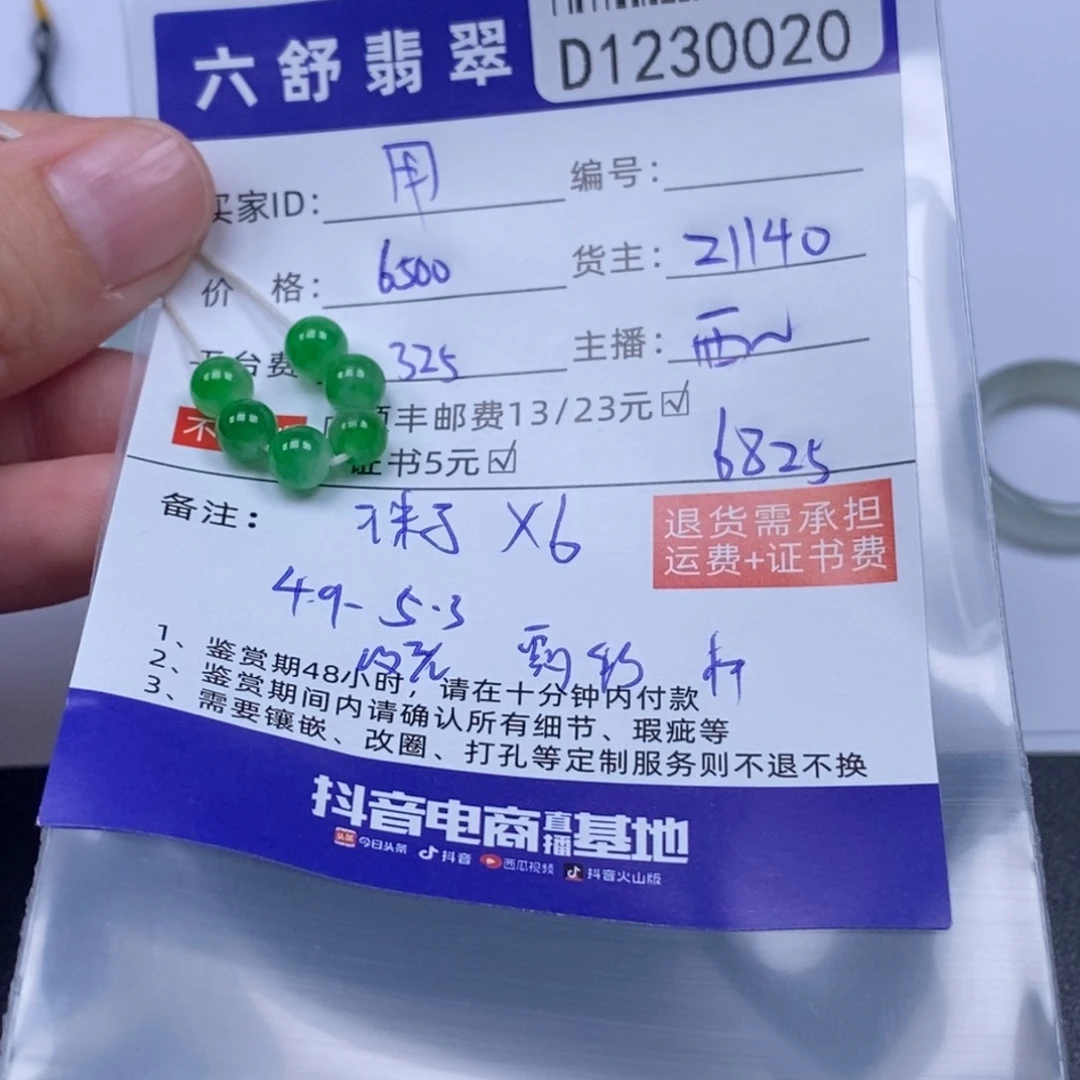 六舒翡翠
D1230020
买家ID: 用
编号:
价 格: 6500
货主: 21140
平台费 325
主播: 西~
不
顺丰邮费13/23元☑
证书5元☑
6825
备注: 珠子 X6
退货需承担
运费+证书费
4.9- 5.3
1、鉴赏期48小时,请在十分钟内付款
2、鉴赏期间内请确认所有细节、瑕疵等
3、需要镶嵌、改圈、打孔等定制服务则不退不换
抖音电商直播基地
头条 今日头条 抖音 西瓜视频 抖音火山版